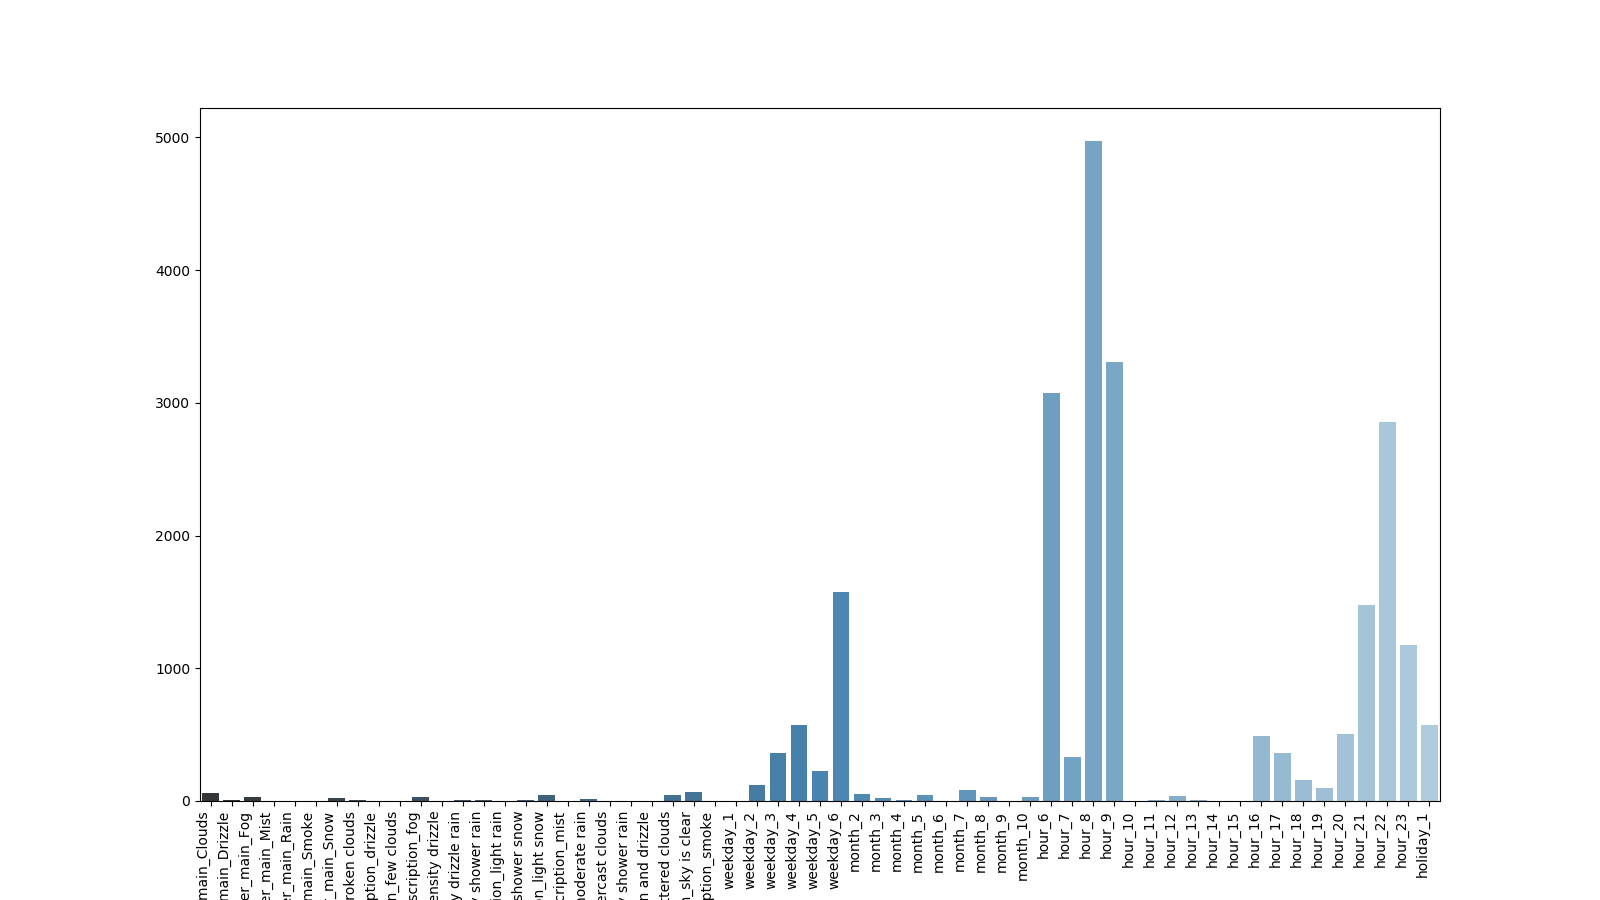 5000
4000
3000
2000
1000
0
main_Clouds
main_Drizzle
er_main_Fog
er_main_Mist
er_main_Rain
main_Smoke
_main_Snow
roken clouds
ption_drizzle
n_few clouds
scription_fog
ensity drizzle
y drizzle rain
shower rain
ion_light rain
shower snow
on_light snow
cription_mist
moderate rain
ercast clouds
shower rain
n and drizzle
ttered clouds
n_sky is clear
ption_smoke
weekday_1
weekday_2
weekday_3
weekday_4
weekday_5
weekday_6
month_2
month_3
month_4
month_5
month_6
month_7
month_8
month_9
month_10
hour_6
hour_7
hour_8
hour_9
hour_10
hour_11
hour_12
hour_13
hour_14
hour_15
hour_16
hour_17
hour_18
hour_19
hour_20
hour_21
hour_22
hour_23
holiday_1